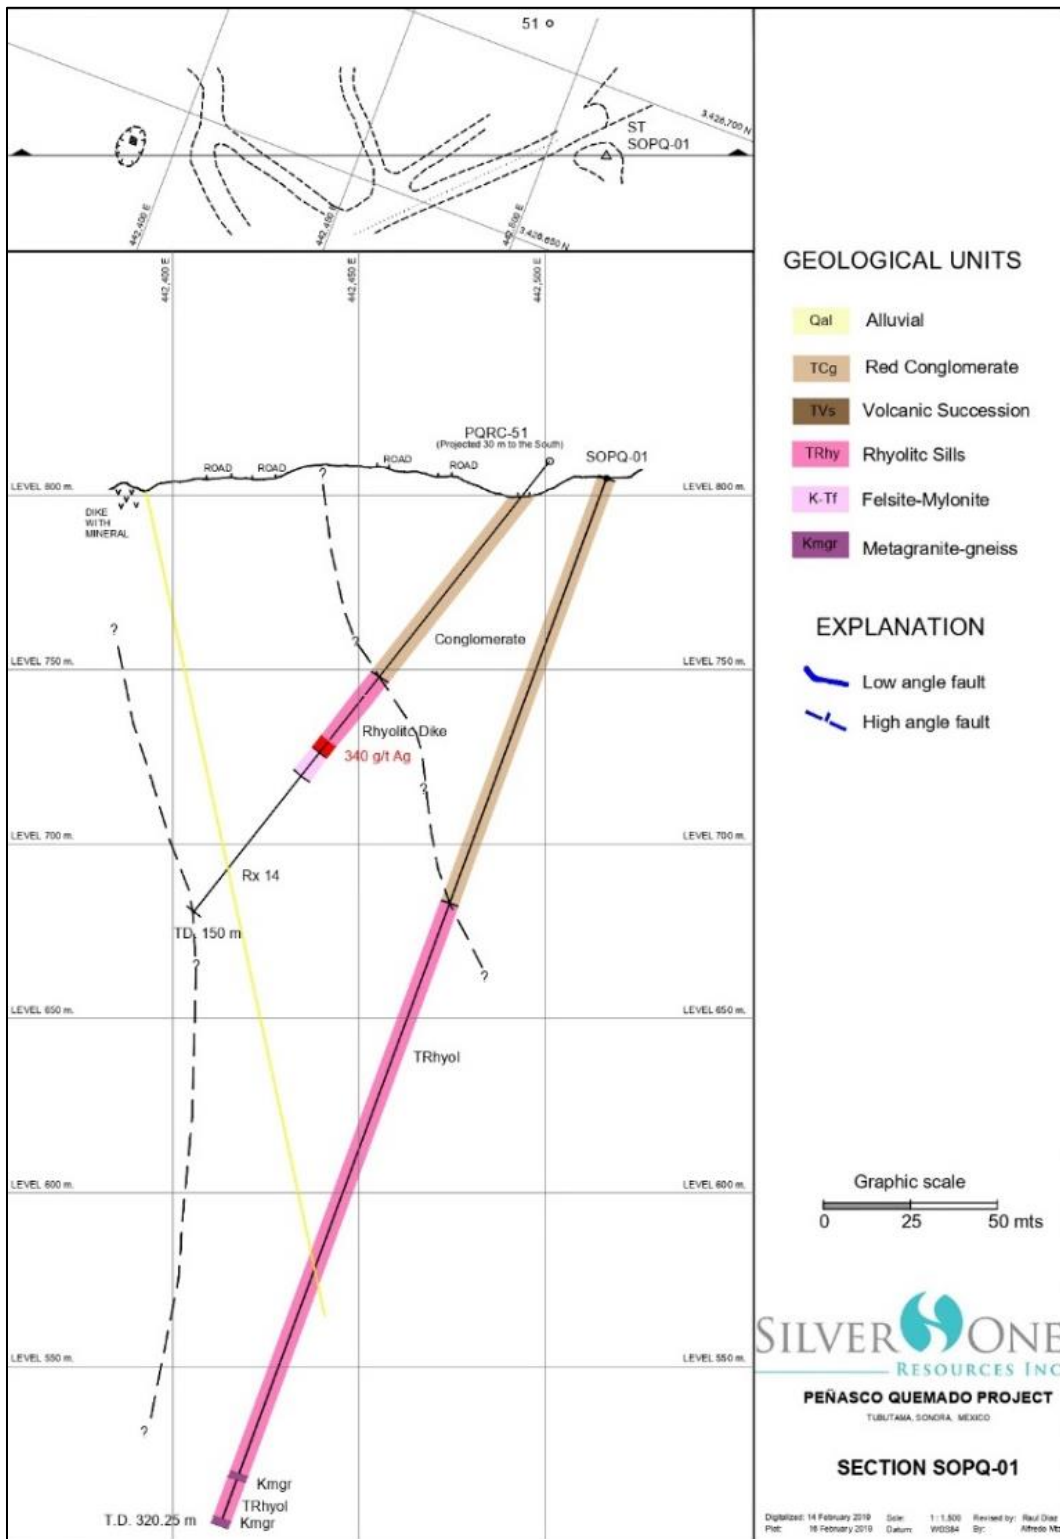 51
3,426,700 N
ST
SOPQ-01
442,400 E
442,450 E
442,500 E
3,426,650 N
442,400 E
442,450 E
442,500 E
GEOLOGICAL UNITS
Qal Alluvial
TCg Red Conglomerate
TVs Volcanic Succession
TRhy Rhyolitic Sills
K-Tf Felsite-Mylonite
Kmgr Metagranite-gneiss
EXPLANATION
Low angle fault
High angle fault
PQRC-51
(Projected 30 m to the South)
SOPQ-01
ROAD
ROAD
ROAD
ROAD
?
LEVEL 800 m.
LEVEL 800 m.
DIKE
WITH
MINERAL
?
?
Conglomerate
LEVEL 750 m.
LEVEL 750 m.
Rhyolitc Dike
340 g/t Ag
?
LEVEL 700 m.
LEVEL 700 m.
Rx 14
TD. 150 m
?
?
LEVEL 650 m.
LEVEL 650 m.
TRhyol
LEVEL 600 m.
LEVEL 600 m.
LEVEL 550 m.
LEVEL 550 m.
?
Kmgr
TRhyol
Kmgr
T.D. 320.25 m
Graphic scale
0 25 50 mts
SILVER ONE
RESOURCES INC
PEÑASCO QUEMADO PROJECT
TUBUTAMA, SONORA, MEXICO
SECTION SOPQ-01
Digitalized: 14 February 2019 Scale: 1:1,500 Revised by: Raul Diaz
Plot: 16 February 2019 Datum: WGS84 By: Alfredo